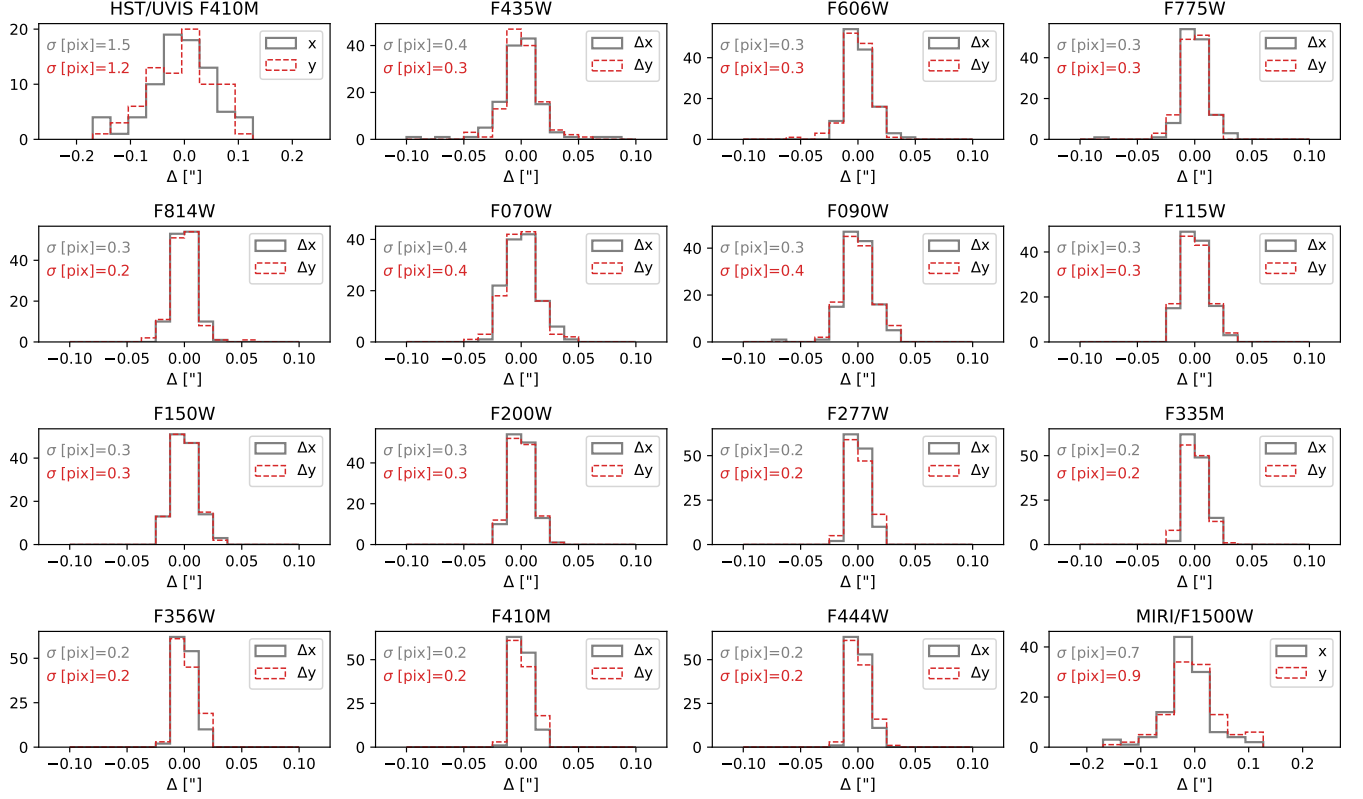 HST/UVIS F410M
σ [pix]=1.5
σ [pix]=1.2
x
y
20
10
0
−0.2 −0.1 0.0 0.1 0.2
Δ ["]
F435W
σ [pix]=0.4
σ [pix]=0.3
Δx
Δy
40
20
0
−0.10 −0.05 0.00 0.05 0.10
Δ ["]
F606W
σ [pix]=0.3
σ [pix]=0.3
Δx
Δy
40
20
0
−0.10 −0.05 0.00 0.05 0.10
Δ ["]
F775W
σ [pix]=0.3
σ [pix]=0.3
Δx
Δy
40
20
0
−0.10 −0.05 0.00 0.05 0.10
Δ ["]
F814W
σ [pix]=0.3
σ [pix]=0.2
Δx
Δy
40
20
0
−0.10 −0.05 0.00 0.05 0.10
Δ ["]
F070W
σ [pix]=0.4
σ [pix]=0.4
Δx
Δy
40
20
0
−0.10 −0.05 0.00 0.05 0.10
Δ ["]
F090W
σ [pix]=0.3
σ [pix]=0.4
Δx
Δy
40
20
0
−0.10 −0.05 0.00 0.05 0.10
Δ ["]
F115W
σ [pix]=0.3
σ [pix]=0.3
Δx
Δy
40
20
0
−0.10 −0.05 0.00 0.05 0.10
Δ ["]
F150W
σ [pix]=0.3
σ [pix]=0.3
Δx
Δy
40
20
0
−0.10 −0.05 0.00 0.05 0.10
Δ ["]
F200W
σ [pix]=0.3
σ [pix]=0.3
Δx
Δy
40
20
0
−0.10 −0.05 0.00 0.05 0.10
Δ ["]
F277W
σ [pix]=0.2
σ [pix]=0.2
Δx
Δy
50
25
0
−0.10 −0.05 0.00 0.05 0.10
Δ ["]
F335M
σ [pix]=0.2
σ [pix]=0.2
Δx
Δy
50
25
0
−0.10 −0.05 0.00 0.05 0.10
Δ ["]
F356W
σ [pix]=0.2
σ [pix]=0.2
Δx
Δy
50
25
0
−0.10 −0.05 0.00 0.05 0.10
Δ ["]
F410M
σ [pix]=0.2
σ [pix]=0.2
Δx
Δy
50
25
0
−0.10 −0.05 0.00 0.05 0.10
Δ ["]
F444W
σ [pix]=0.2
σ [pix]=0.2
Δx
Δy
50
25
0
−0.10 −0.05 0.00 0.05 0.10
Δ ["]
MIRI/F1500W
σ [pix]=0.7
σ [pix]=0.9
x
y
40
20
0
−0.2 −0.1 0.0 0.1 0.2
Δ ["]